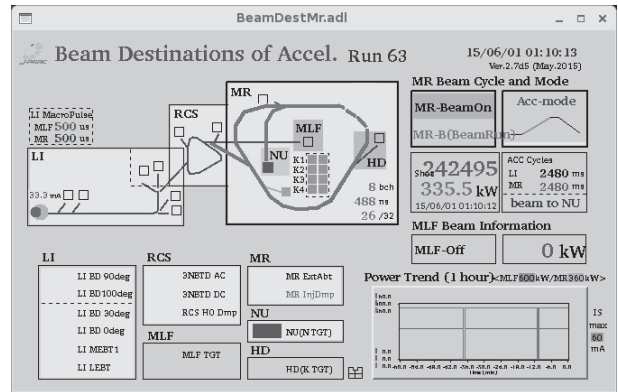 BeamDestMr.adl
Beam Destinations of Accel. Run 63
15/06/01 01:10:13
Ver.2.7d5 (May.2015)
MR Beam Cycle and Mode
MR-BeamOn
MR-B(BeamRun)
Acc-mode
LI MacroPulse
MLF 500 us
MR 500 us
RCS
MR
MLF
NU
HD
K1
K2
K3
K4
8 bch
488 ns
26 /32
LI
33.3 mA
Shot 242495
335.5 kW
15/06/01 01:10:12
ACC Cycles
LI 2480 ms
MR 2480 ms
beam to NU
MLF Beam Information
MLF-Off
0 kW
LI
LI BD 90deg
LI BD100deg
LI BD 30deg
LI BD 0deg
LI MEBT1
LI LEBT
RCS
3NBTD AC
3NBTD DC
RCS H0 Dmp
MLF
MLF TGT
MR
MR ExtAbt
MR InjDmp
NU
NU(N TGT)
HD
HD(K TGT)
Power Trend (1 hour)<MLF600kW/MR360kW>
IS
max
60
mA